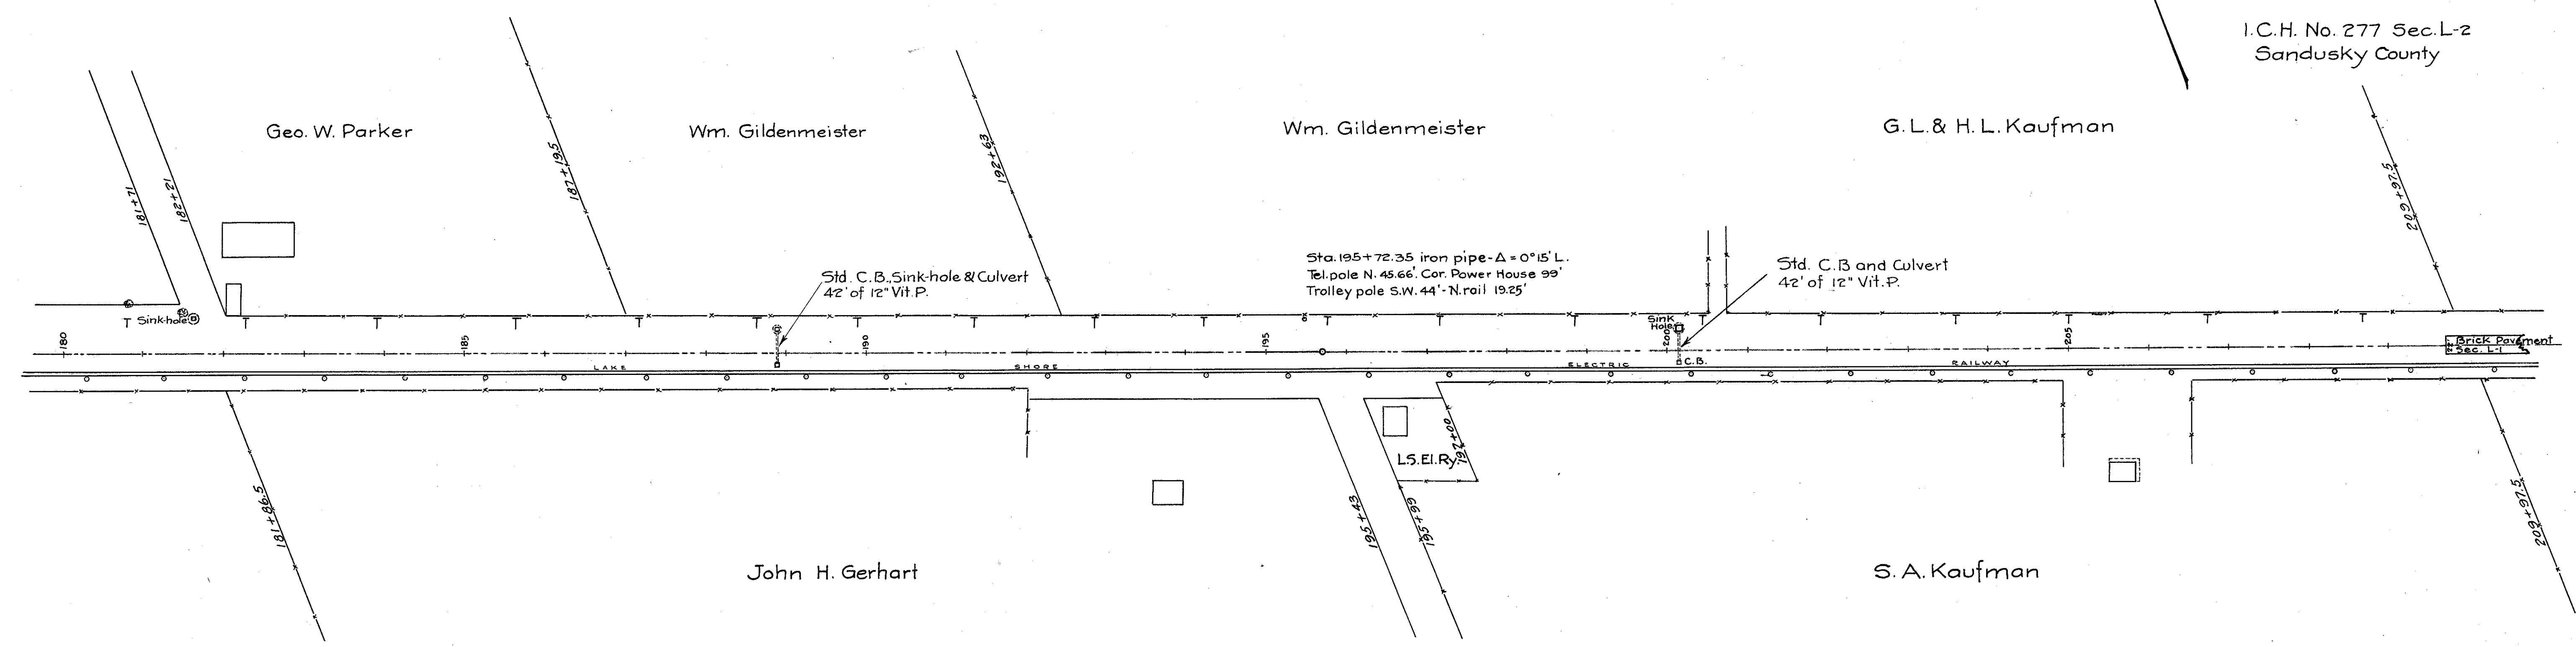 I.C.H. No. 277 Sec. L-2
Sandusky County
Geo. W. Parker
Wm. Gildenmeister
Wm. Gildenmeister
G.L. & H.L. Kaufman
181+71
182+21
187+19.5
192+63
209+97.5
Std. C.B., Sink-hole & Culvert
42' of 12" Vit. P.
Sta. 195+72.35 iron pipe - Δ = 0°15' L.
Tel. pole N. 45.66'. Cor. Power House 99'
Trolley pole S.W. 44' - N. rail 19.25'
Std. C.B and Culvert
42' of 12" Vit. P.
T Sink-hole
T T T T T T T T T T T T T T T T T
Sink
Hole
180
185
190
195
200
205
Brick Pavement
Sec. L-1
C.B.
LAKE SHORE ELECTRIC RAILWAY
L.S. El. Ry.
197+00
181+86.5
195+43
195+99
209+97.5
John H. Gerhart
S. A. Kaufman